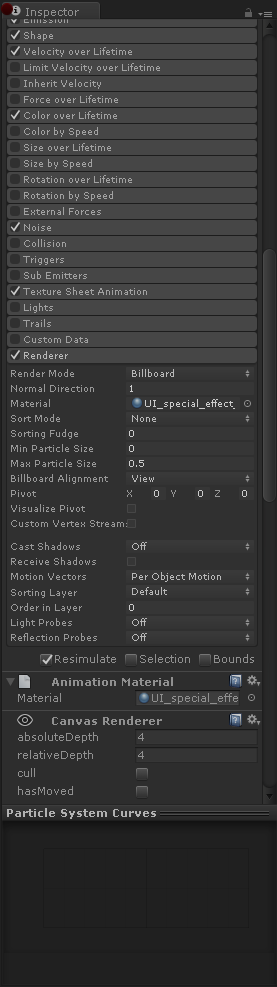 Inspector
Emission
Shape
Velocity over Lifetime
Limit Velocity over Lifetime
Inherit Velocity
Force over Lifetime
Color over Lifetime
Color by Speed
Size over Lifetime
Size by Speed
Rotation over Lifetime
Rotation by Speed
External Forces
Noise
Collision
Triggers
Sub Emitters
Texture Sheet Animation
Lights
Trails
Custom Data
Renderer
Render Mode Billboard
Normal Direction 1
Material UI_special_effect_
Sort Mode None
Sorting Fudge 0
Min Particle Size 0
Max Particle Size 0.5
Billboard Alignment View
Pivot X 0 Y 0 Z 0
Visualize Pivot
Custom Vertex Stream
Cast Shadows Off
Receive Shadows
Motion Vectors Per Object Motion
Sorting Layer Default
Order in Layer 0
Light Probes Off
Reflection Probes Off
Resimulate Selection Bounds
Animation Material
Material UI_special_effe
Canvas Renderer
absoluteDepth 4
relativeDepth 4
cull
hasMoved
Particle System Curves